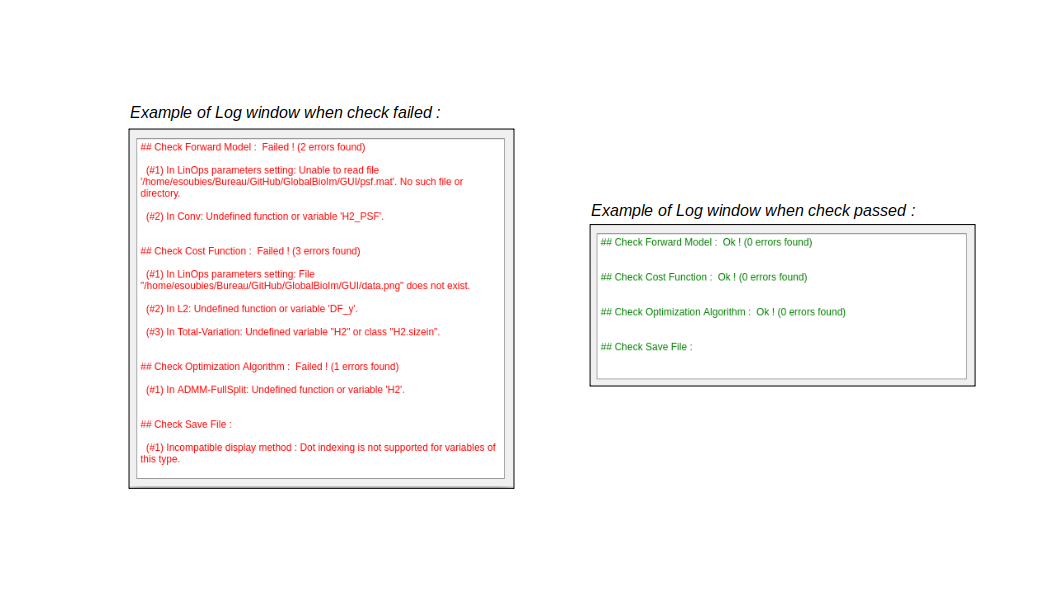 Example of Log window when check failed :
## Check Forward Model :  Failed ! (2 errors found)
(#1) In LinOps parameters setting: Unable to read file
'/home/esoubies/Bureau/GitHub/GlobalBioIm/GUI/psf.mat'. No such file or
directory.
(#2) In Conv: Undefined function or variable 'H2_PSF'.
## Check Cost Function :  Failed ! (3 errors found)
(#1) In LinOps parameters setting: File
"/home/esoubies/Bureau/GitHub/GlobalBioIm/GUI/data.png" does not exist.
(#2) In L2: Undefined function or variable 'DF_y'.
(#3) In Total-Variation: Undefined variable "H2" or class "H2.sizein".
## Check Optimization Algorithm :  Failed ! (1 errors found)
(#1) In ADMM-FullSplit: Undefined function or variable 'H2'.
## Check Save File :
(#1) Incompatible display method : Dot indexing is not supported for variables of
this type.
Example of Log window when check passed :
## Check Forward Model :  Ok ! (0 errors found)
## Check Cost Function :  Ok ! (0 errors found)
## Check Optimization Algorithm :  Ok ! (0 errors found)
## Check Save File :